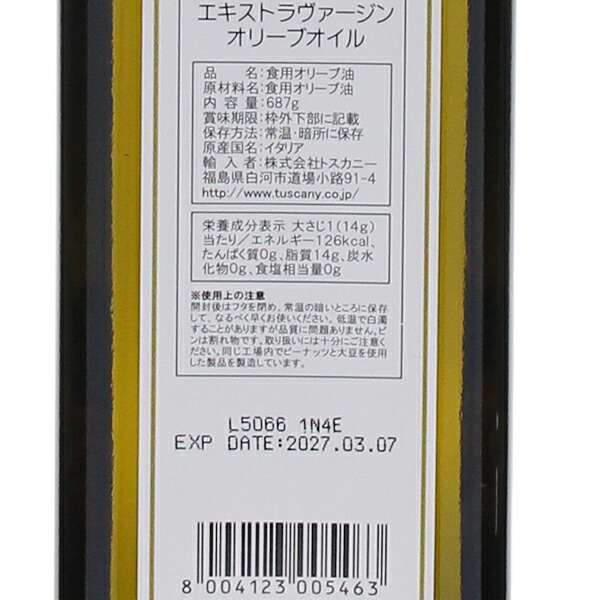 エキストラヴァージン
オリーブオイル
品 名:食用オリーブ油
原材料名:食用オリーブ油
内 容 量:687g
賞味期限:枠外下部に記載
保存方法:常温・暗所に保存
原産国名:イタリア
輸 入 者:株式会社トスカニー
福島県白河市道場小路91-4
http://www.tuscany.co.jp/
栄養成分表示 大さじ1(14g)
当たり/エネルギー126kcal、
たんぱく質0g、脂質14g、炭水
化物0g、食塩相当量0g
※使用上の注意
開封後はフタを閉め、常温の暗いところに保存
して、なるべく早くお使いください。低温で白濁
することがありますが品質に問題ありません。ビ
ンは割れ物です。取り扱いには十分にご注意く
ださい。同じ工場内でピーナッツと大豆を使用
した製品を製造しています。
L5066 1N4E
EXP DATE:2027.03.07
8 004123 005463